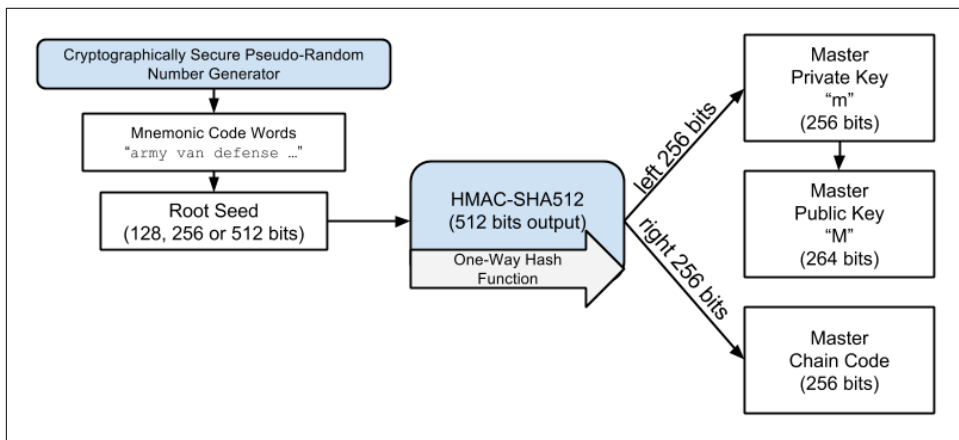 Cryptographically Secure Pseudo-Random
Number Generator
Mnemonic Code Words
“army van defense …”
Root Seed
(128, 256 or 512 bits)
HMAC-SHA512
(512 bits output)
One-Way Hash
Function
left 256 bits
right 256 bits
Master
Private Key
“m”
(256 bits)
Master
Public Key
“M”
(264 bits)
Master
Chain Code
(256 bits)